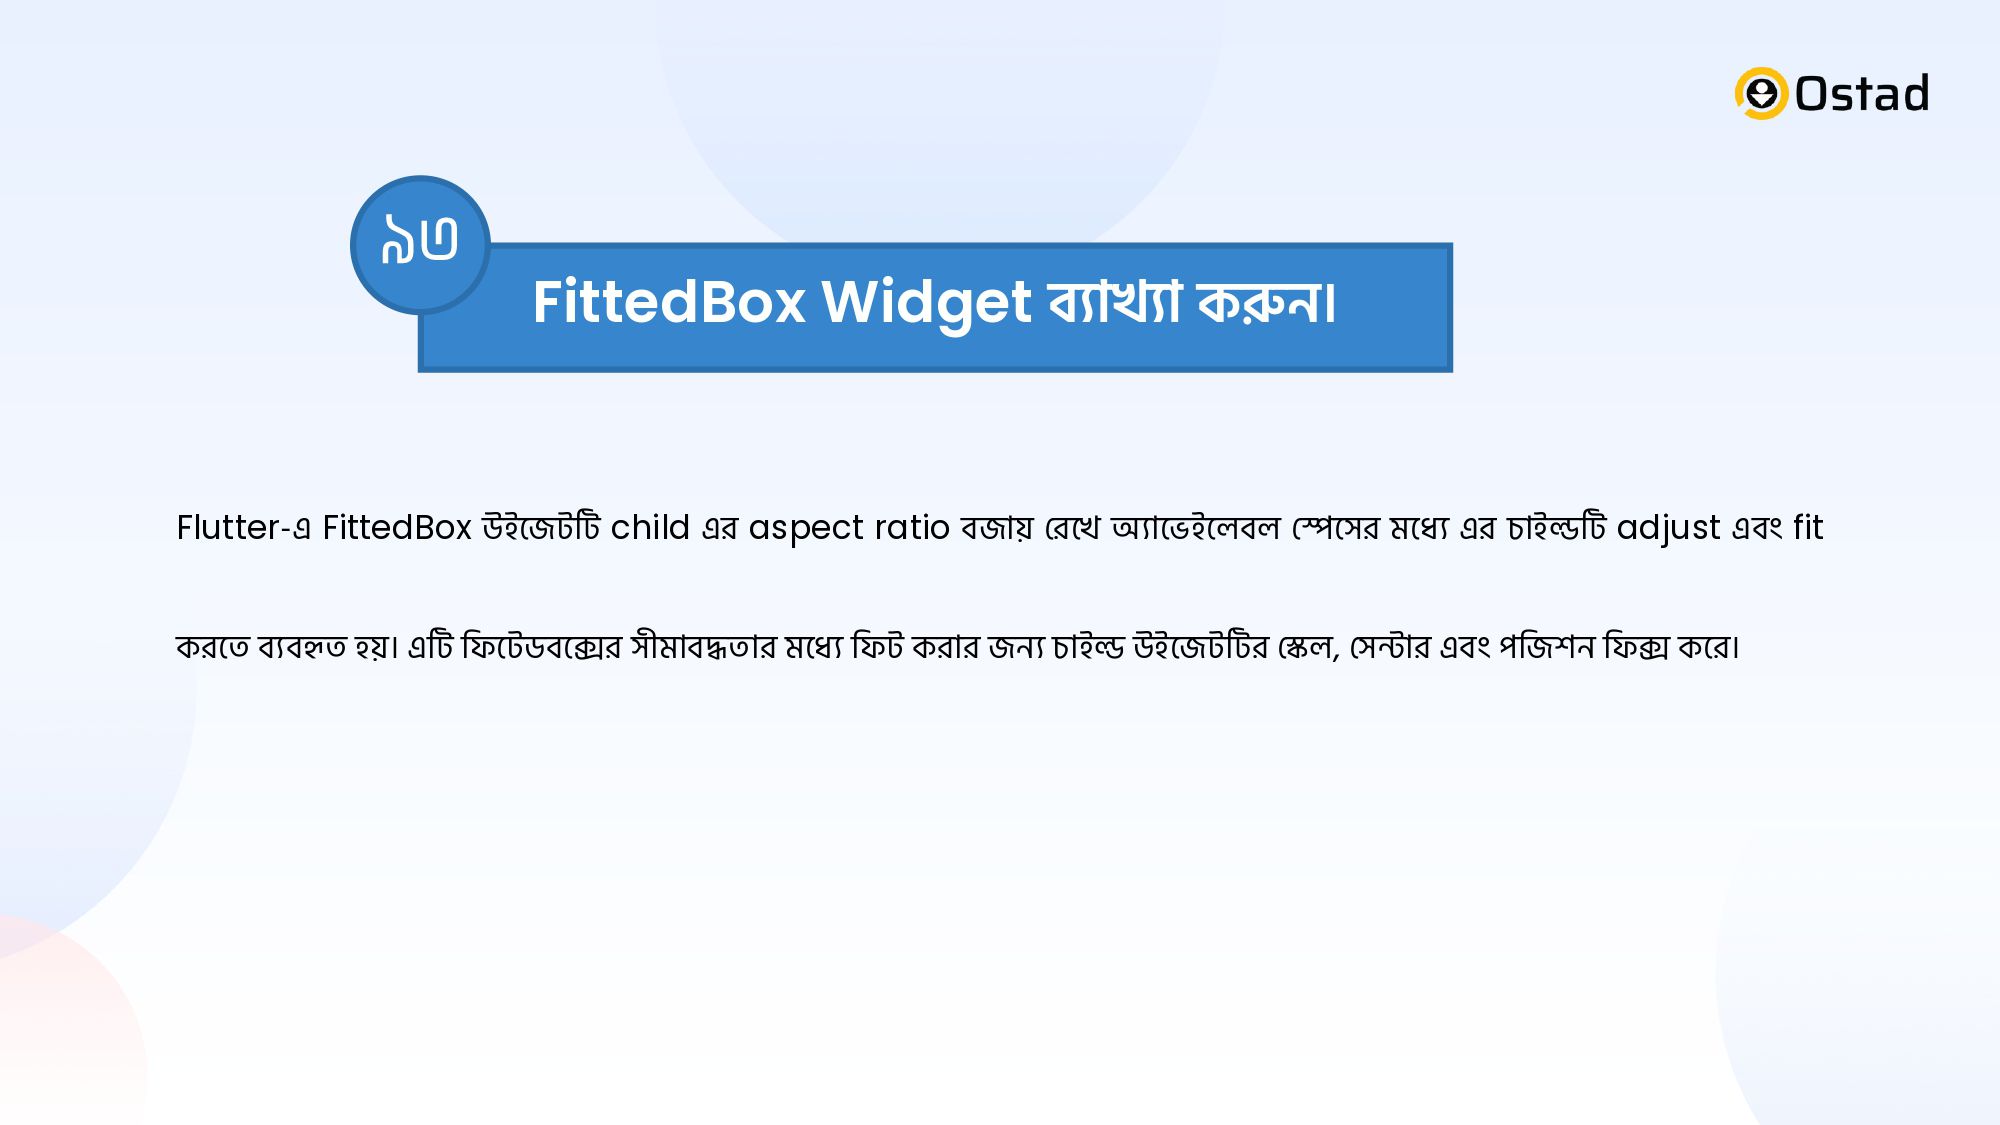 Ostad
৯৩
FittedBox Widget ব্যাখ্যা করুন।
Flutter-এ FittedBox উইজেটটি child এর aspect ratio বজায় রেখে অ্যাভেইলেবল স্পেসের মধ্যে এর চাইল্ডটি adjust এবং fit
করতে ব্যবহৃত হয়। এটি ফিটেডবক্সের সীমাবদ্ধতার মধ্যে ফিট করার জন্য চাইল্ড উইজেটটির স্কেল, সেন্টার এবং পজিশন ফিক্স করে।